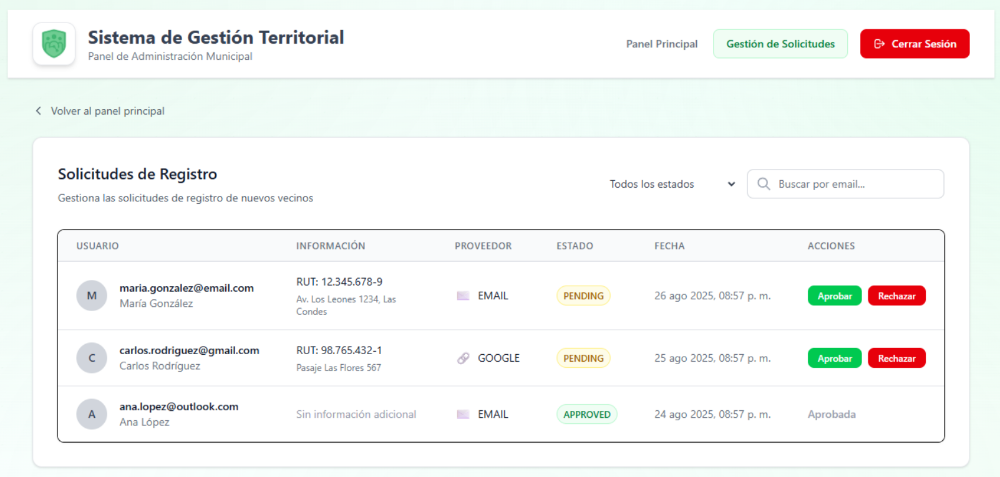 Sistema de Gestión Territorial
Panel de Administración Municipal
Panel Principal
Gestión de Solicitudes
Cerrar Sesión
Volver al panel principal
Solicitudes de Registro
Gestiona las solicitudes de registro de nuevos vecinos
Todos los estados
Buscar por email...
USUARIO INFORMACIÓN PROVEEDOR ESTADO FECHA ACCIONES
M
maria.gonzalez@email.com
María González
RUT: 12.345.678-9
Av. Los Leones 1234, Las
Condes
EMAIL
PENDING
26 ago 2025, 08:57 p. m.
Aprobar
Rechazar
C
carlos.rodriguez@gmail.com
Carlos Rodríguez
RUT: 98.765.432-1
Pasaje Las Flores 567
GOOGLE
PENDING
25 ago 2025, 08:57 p. m.
Aprobar
Rechazar
A
ana.lopez@outlook.com
Ana López
Sin información adicional
EMAIL
APPROVED
24 ago 2025, 08:57 p. m.
Aprobada